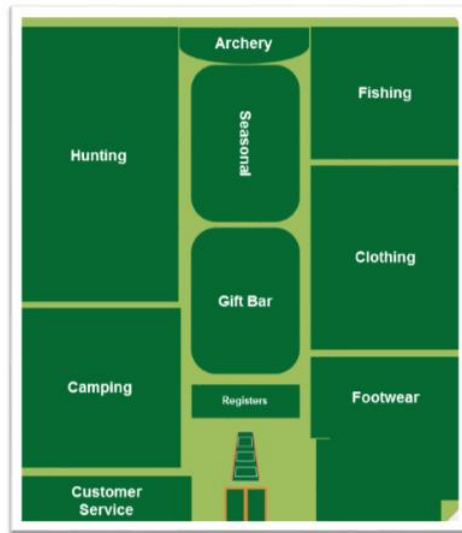 Archery
Fishing
Seasonal
Hunting
Clothing
Gift Bar
Camping
Registers
Footwear
Customer
Service